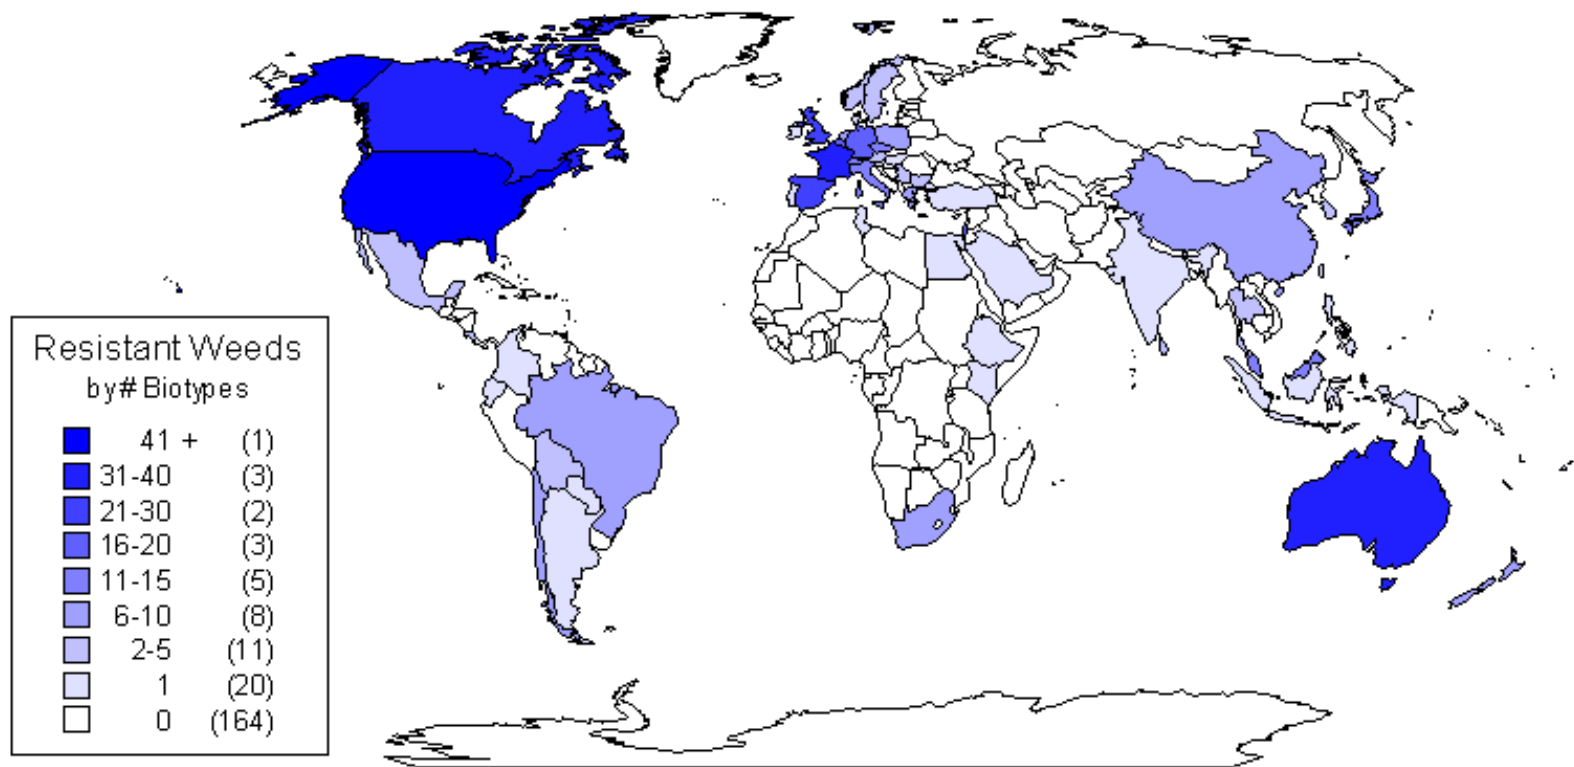 Resistant Weeds
by # Biotypes
41 + (1)
31-40 (3)
21-30 (2)
16-20 (3)
11-15 (5)
6-10 (8)
2-5 (11)
1 (20)
0 (164)